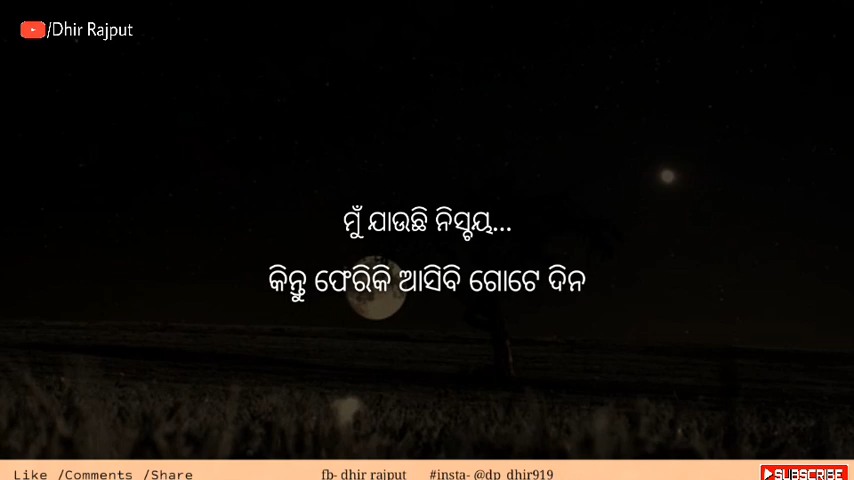 /Dhir Rajput
ମୁଁ ଯାଉଛି ନିସ୍ଚୟ...
କିନ୍ତୁ ଫେରିକି ଆସିବି ଗୋଟେ ଦିନ
Like /Comments /Share fb- dhir rajput #insta- @dp_dhir919 SUBSCRIBE